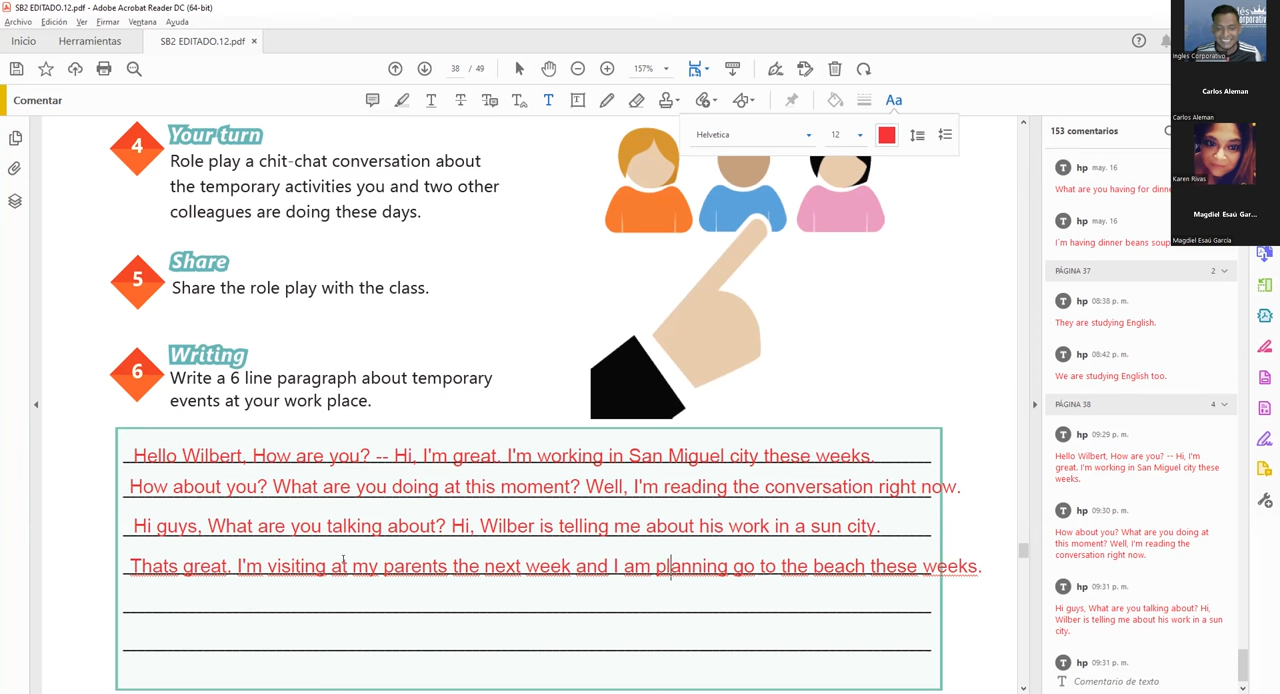 SB2 EDITADO.12.pdf - Adobe Acrobat Reader DC (64-bit)
Archivo Edición Ver Firmar Ventana Ayuda
Inicio Herramientas SB2 EDITADO.12.pdf ×
38 / 49 157%
Comentar
Helvetica 12
Aa
4 Your turn
Role play a chit-chat conversation about
the temporary activities you and two other
colleagues are doing these days.
5 Share
Share the role play with the class.
6 Writing
Write a 6 line paragraph about temporary
events at your work place.
Hello Wilbert, How are you? -- Hi, I'm great. I'm working in San Miguel city these weeks.
How about you? What are you doing at this moment? Well, I'm reading the conversation right now.
Hi guys, What are you talking about? Hi, Wilber is telling me about his work in a sun city.
Thats great. I'm visiting at my parents the next week and I am planning go to the beach these weeks.
153 comentarios
T hp may. 16
What are you having for dinne
T hp may. 16
I´m having dinner beans soup
PÁGINA 37 2
T hp 08:38 p. m.
They are studying English.
T hp 08:42 p. m.
We are studying English too.
PÁGINA 38 4
T hp 09:29 p. m.
Hello Wilbert, How are you? -- Hi, I'm
great. I'm working in San Miguel city these
weeks.
T hp 09:30 p. m.
How about you? What are you doing at
this moment? Well, I'm reading the
conversation right now.
T hp 09:31 p. m.
Hi guys, What are you talking about? Hi,
Wilber is telling me about his work in a sun
city.
T hp 09:31 p. m.
T Comentario de texto
Ingles Corporativo
Carlos Aleman
Carlos Aleman
Karen Rivas
Magdiel Esaú Gar...
Magdiel Esaú García